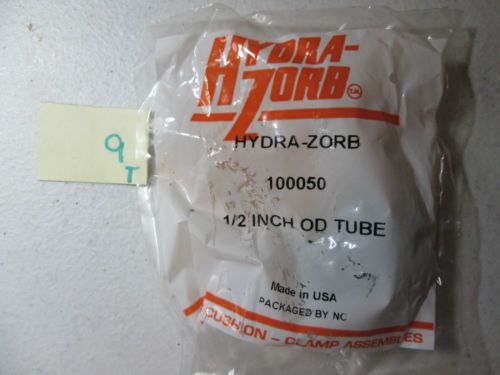 HYDRA-
ZORB T.M.
HYDRA-ZORB
100050
1/2 INCH OD TUBE
Made in USA
PACKAGED BY NC
CUSHION - CLAMP ASSEMBLIES
9
T